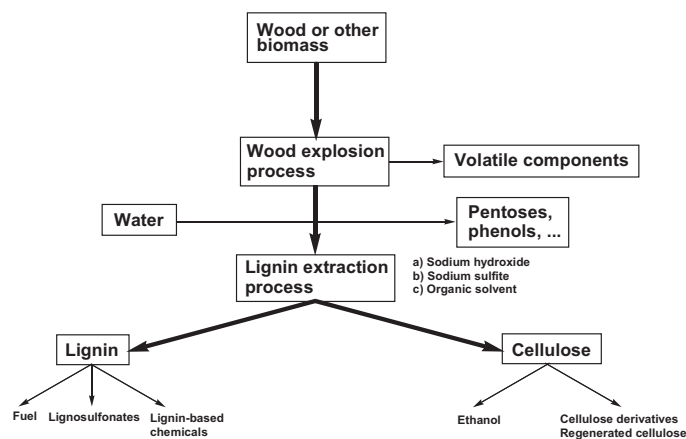 Wood or other
biomass
Wood explosion
process
Volatile components
Water
Pentoses,
phenols, ...
Lignin extraction
process
a) Sodium hydroxide
b) Sodium sulfite
c) Organic solvent
Lignin
Cellulose
Fuel
Lignosulfonates
Lignin-based
chemicals
Ethanol
Cellulose derivatives
Regenerated cellulose